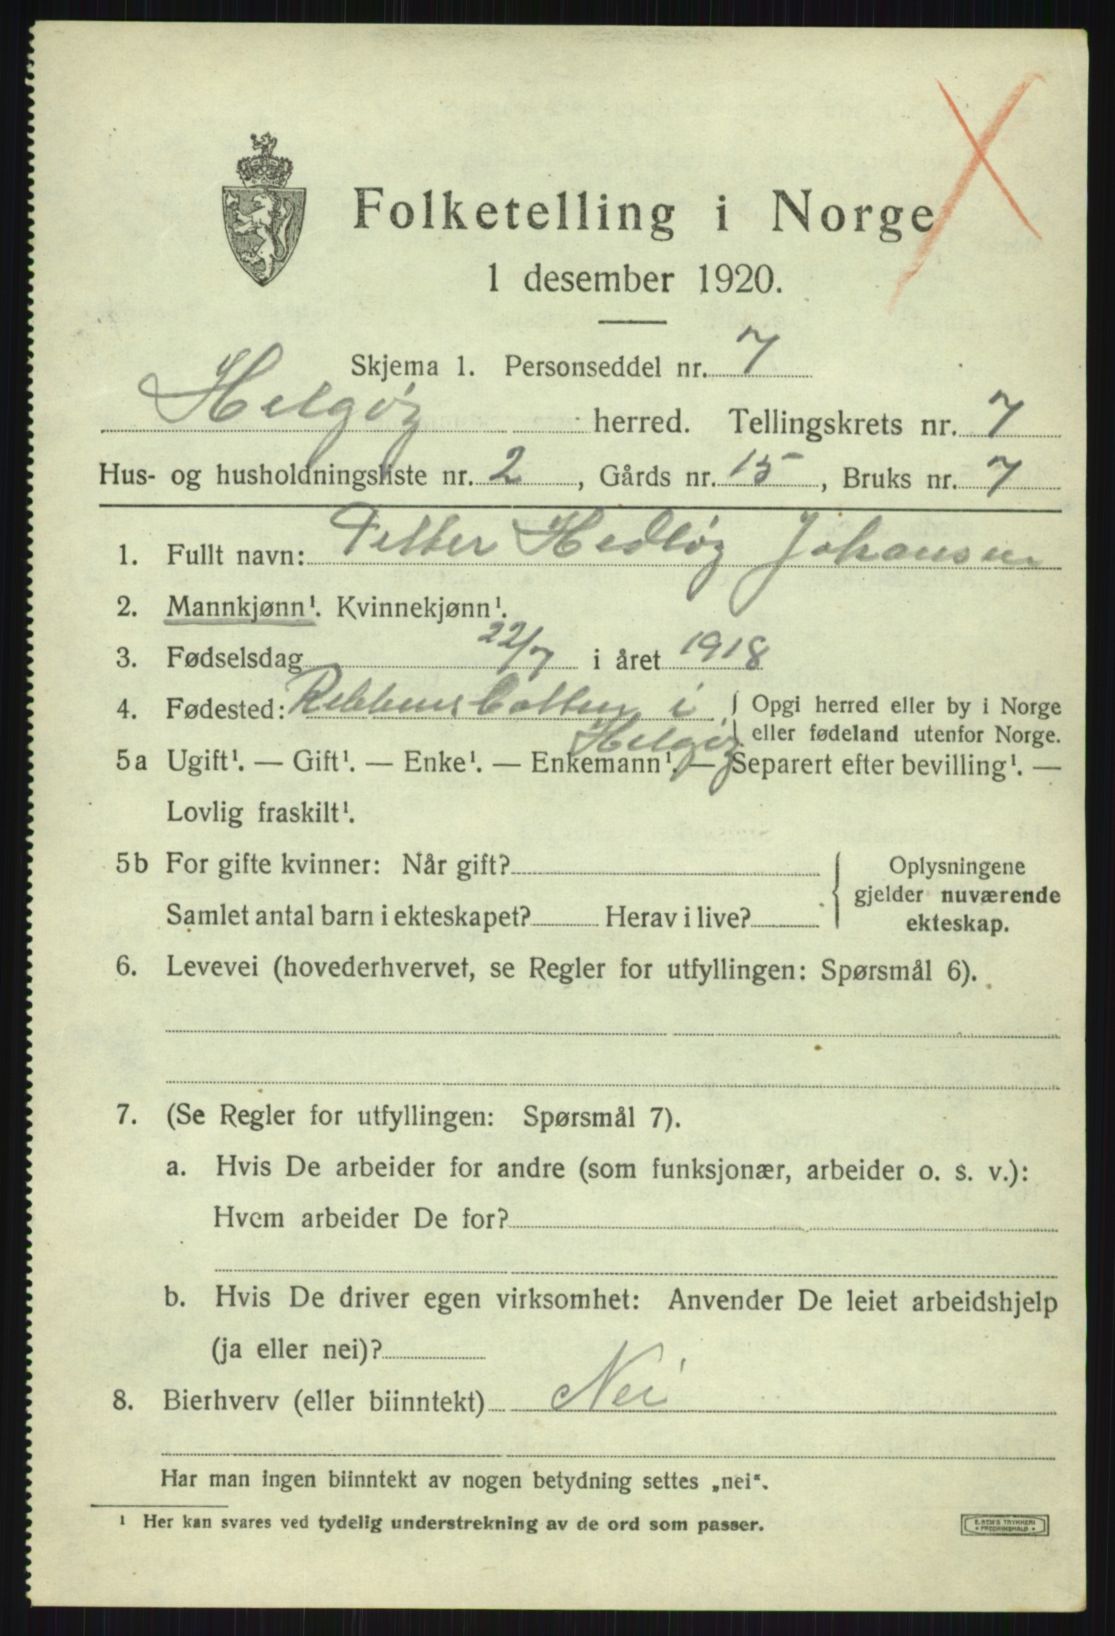 Folketelling i Norge
1 desember 1920.
Skjema 1. Personseddel nr. 7
Helgøy herred. Tellingskrets nr. 7
Hus- og husholdningsliste nr. 2, Gårds nr. 15, Bruks nr. 7
1. Fullt navn: Petter Hedløy Johansen
2. Mannkjønn¹. Kvinnekjønn¹.
3. Fødselsdag 22/7 i året 1918
4. Fødested: i Helgøy { Opgi herred eller by i Norge
eller fødeland utenfor Norge.
5a Ugift¹. — Gift¹. — Enke¹. — Enkemann¹. — Separert efter bevilling¹. —
Lovlig fraskilt¹.
5b For gifte kvinner: Når gift?
Samlet antal barn i ekteskapet? Herav i live?
{ Oplysningene
gjelder nuværende
ekteskap.
6. Levevei (hovederhvervet, se Regler for utfyllingen: Spørsmål 6).
7. (Se Regler for utfyllingen: Spørsmål 7).
a. Hvis De arbeider for andre (som funksjonær, arbeider o. s. v.):
Hvem arbeider De for?
b. Hvis De driver egen virksomhet: Anvender De leiet arbeidshjelp
(ja eller nei)?
8. Bierhverv (eller biinntekt) Nei
Har man ingen biinntekt av nogen betydning settes „nei“.
¹ Her kan svares ved tydelig understrekning av de ord som passer.